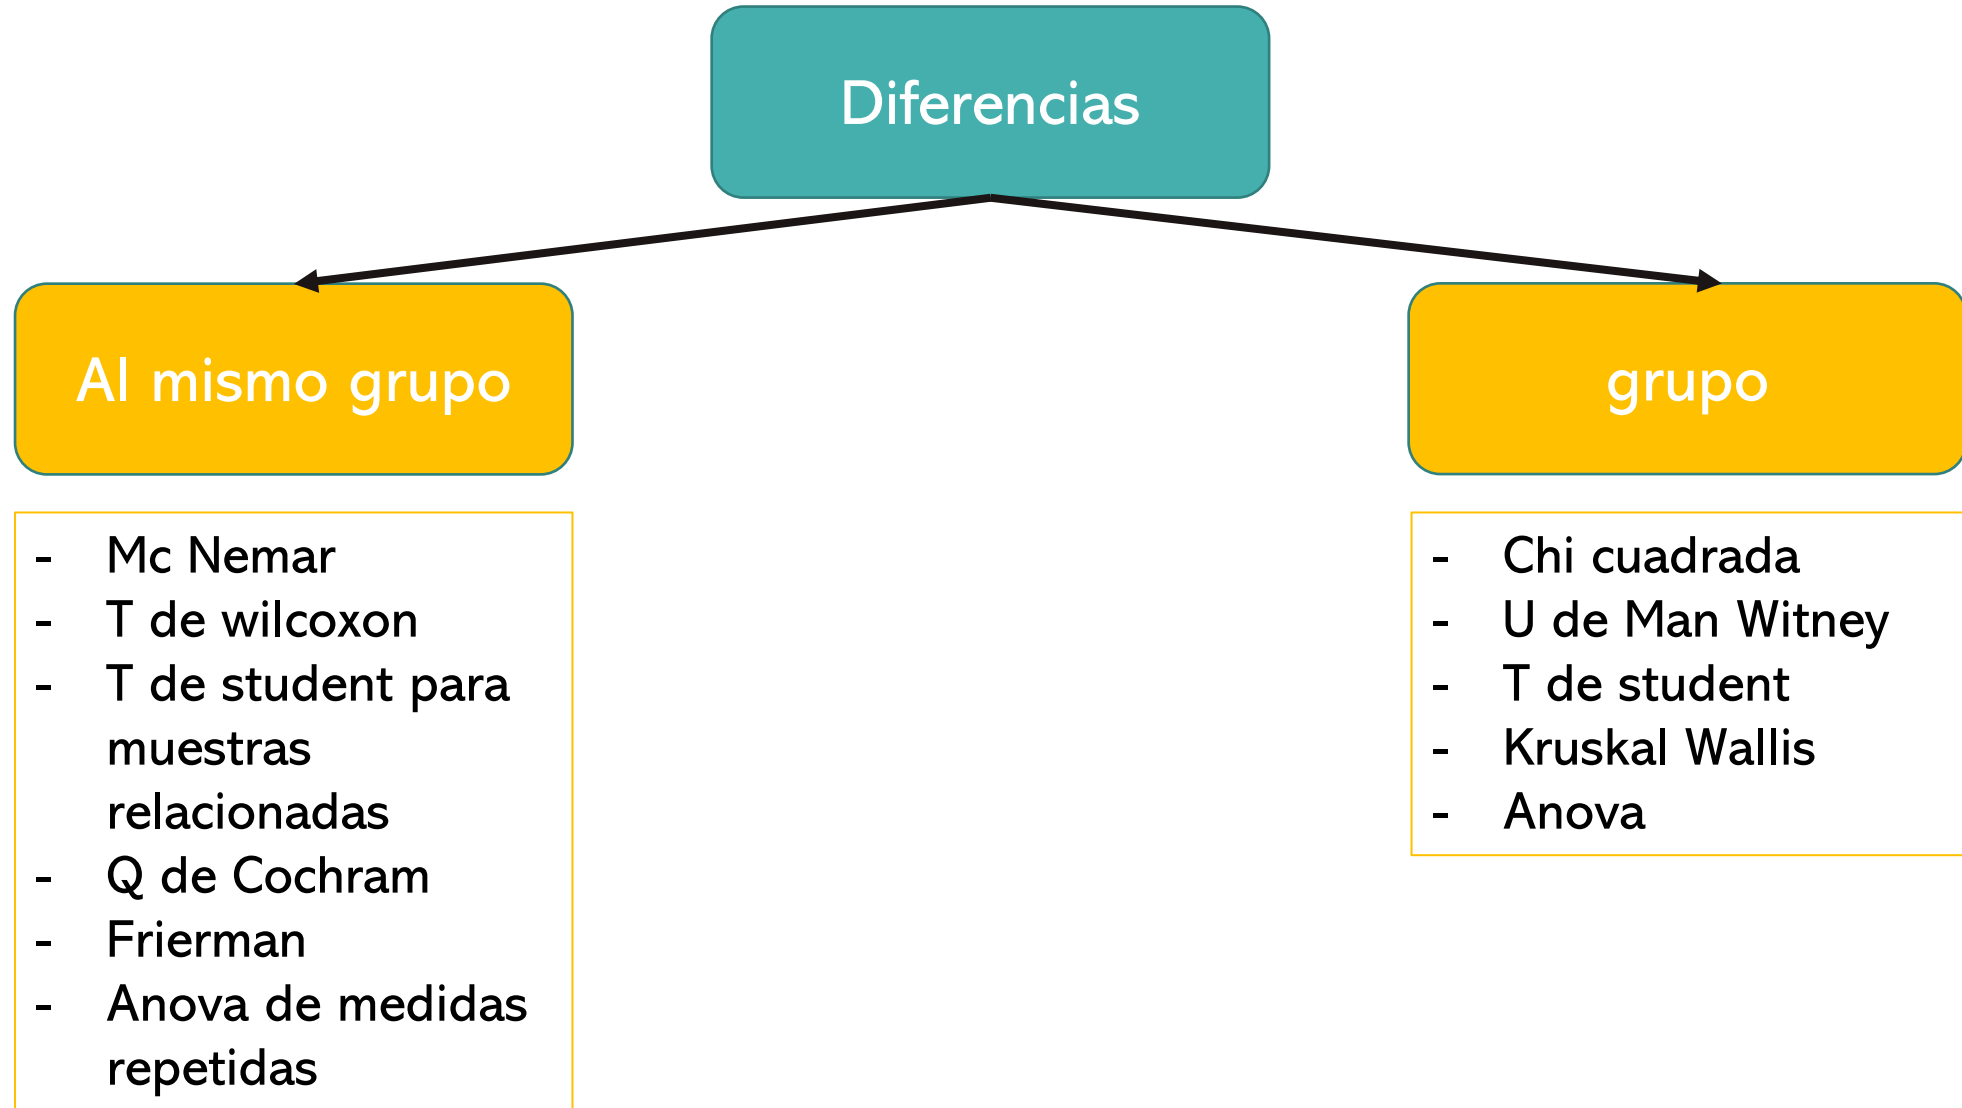 Diferencias
Al mismo grupo
- Mc Nemar
- T de wilcoxon
- T de student para
muestras
relacionadas
- Q de Cochram
- Frierman
- Anova de medidas
repetidas
grupo
- Chi cuadrada
- U de Man Witney
- T de student
- Kruskal Wallis
- Anova